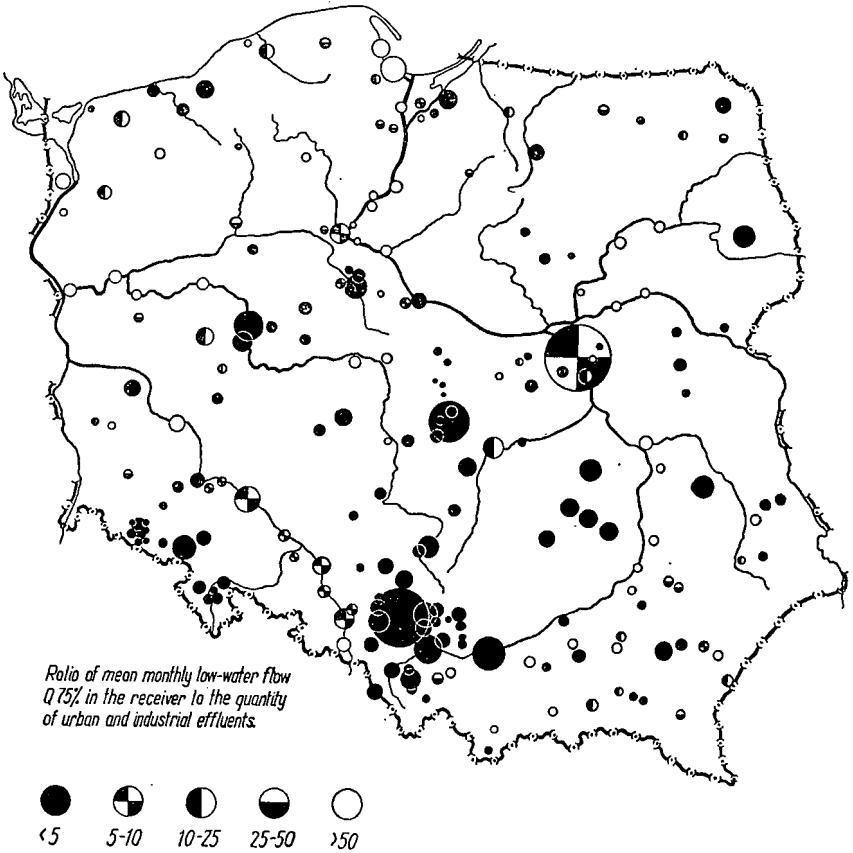 Ratio of mean monthly low-water flow
Q 75% in the receiver to the quantity
of urban and industrial effluents.
<5 5-10 10-25 25-50 >50